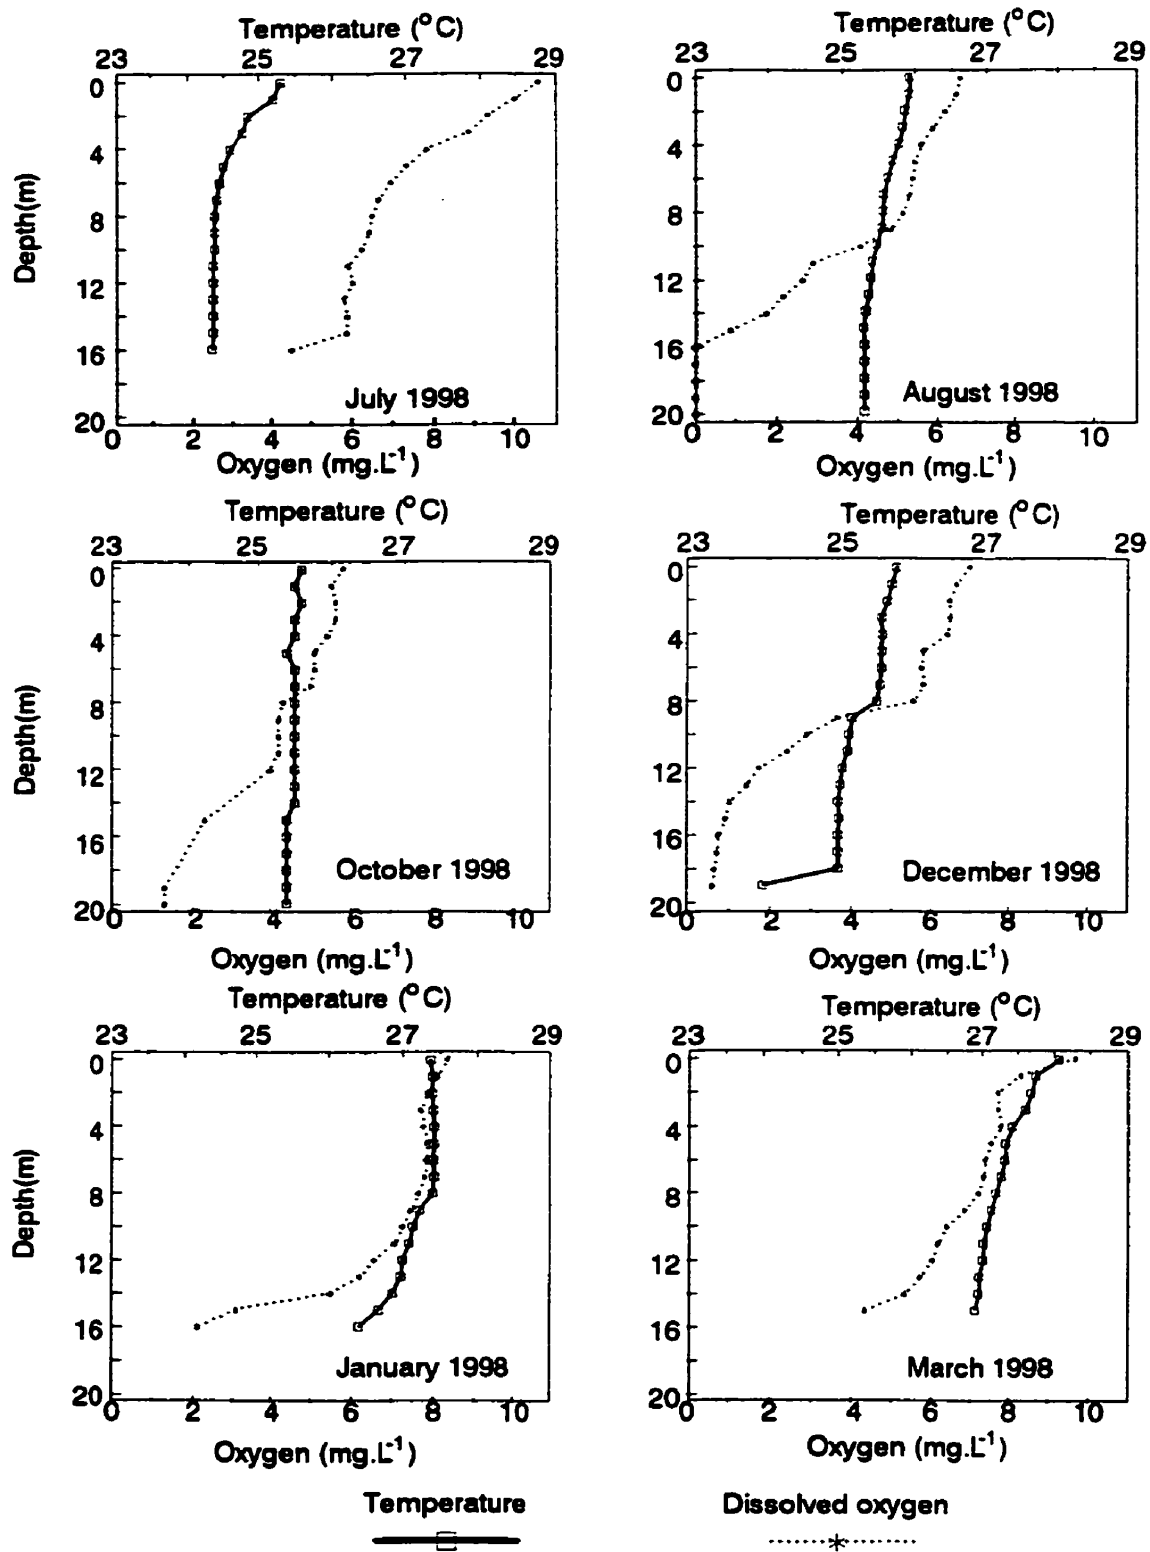 Temperature (°C)
23 25 27 29
0
4
8
12
16
20
Depth(m)
July 1998
0 2 4 6 8 10
Oxygen (mg.L⁻¹)
Temperature (°C)
23 25 27 29
0
4
8
12
16
20
August 1998
0 2 4 6 8 10
Oxygen (mg.L⁻¹)
Temperature (°C)
23 25 27 29
0
4
8
12
16
20
Depth(m)
October 1998
0 2 4 6 8 10
Oxygen (mg.L⁻¹)
Temperature (°C)
23 25 27 29
0
4
8
12
16
20
December 1998
0 2 4 6 8 10
Oxygen (mg.L⁻¹)
Temperature (°C)
23 25 27 29
0
4
8
12
16
20
Depth(m)
January 1998
0 2 4 6 8 10
Oxygen (mg.L⁻¹)
Temperature (°C)
23 25 27 29
0
4
8
12
16
20
March 1998
0 2 4 6 8 10
Oxygen (mg.L⁻¹)
Temperature
Dissolved oxygen